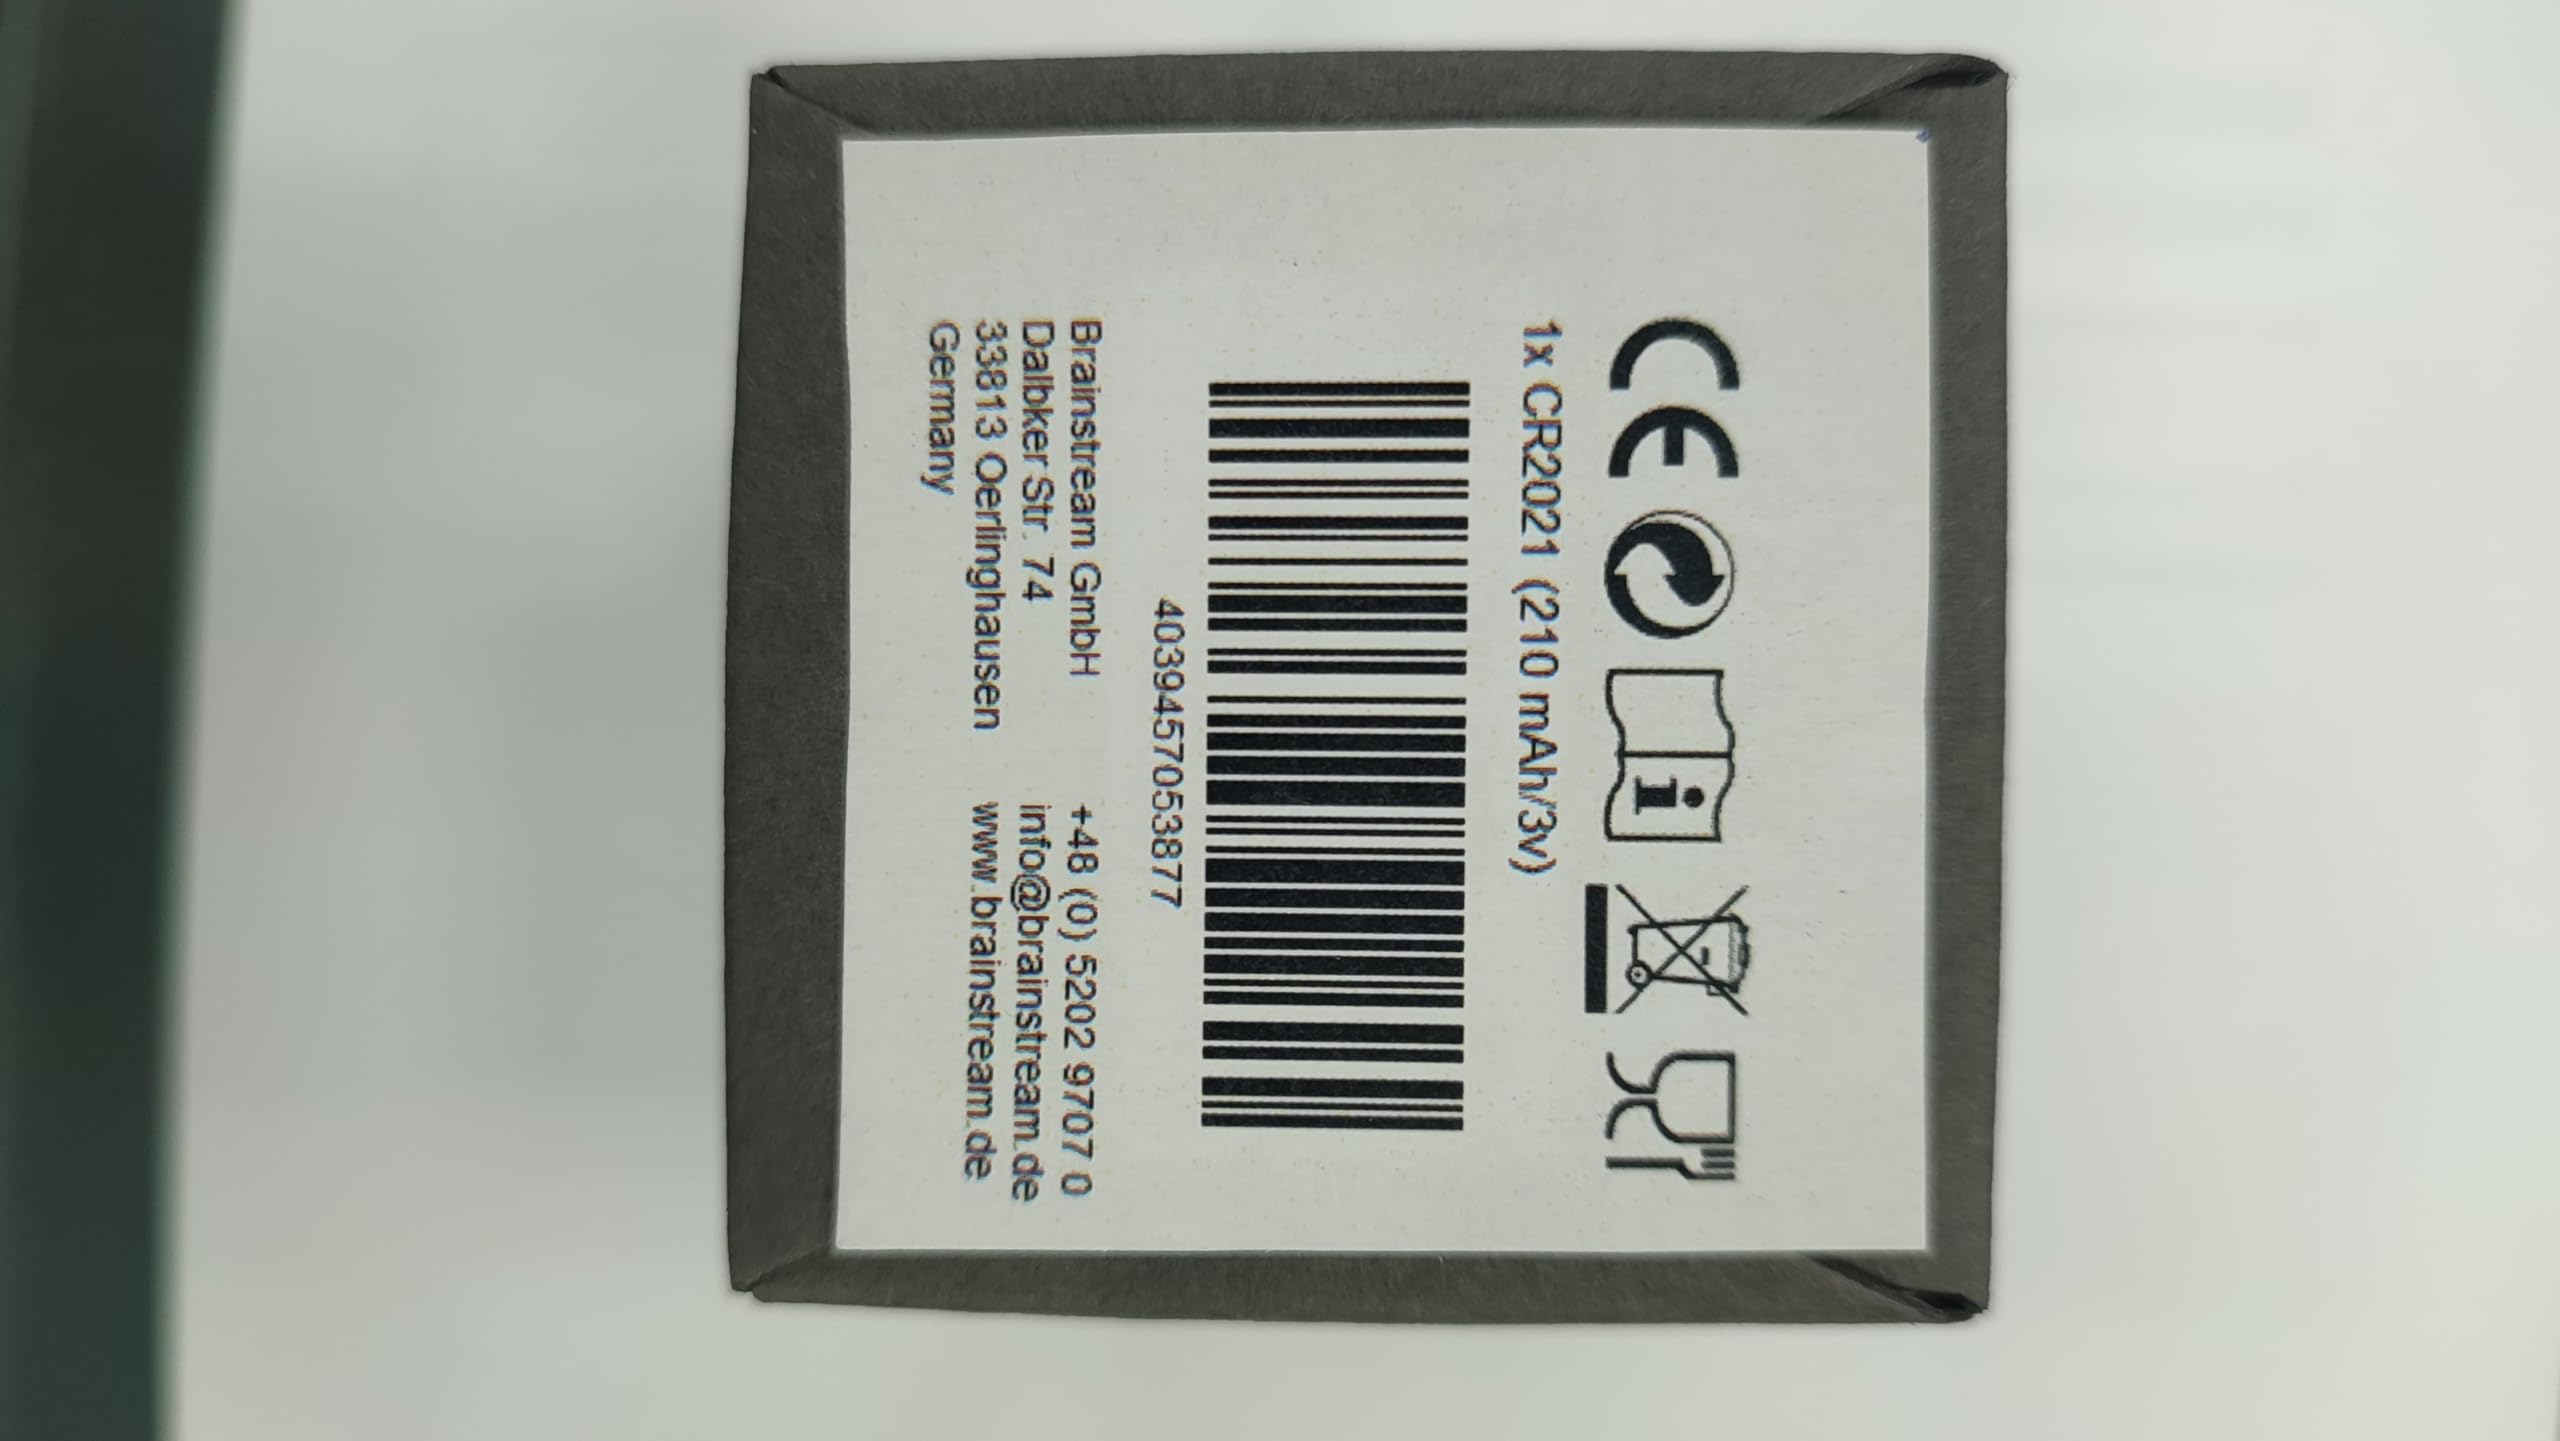 1x CR2021 (210 mAh/3v)
4039457053877
Brainstream GmbH
Dalbker Str. 74
33813 Oerlinghausen
Germany
+48 (0) 5202 9707 0
info@brainstream.de
www.brainstream.de